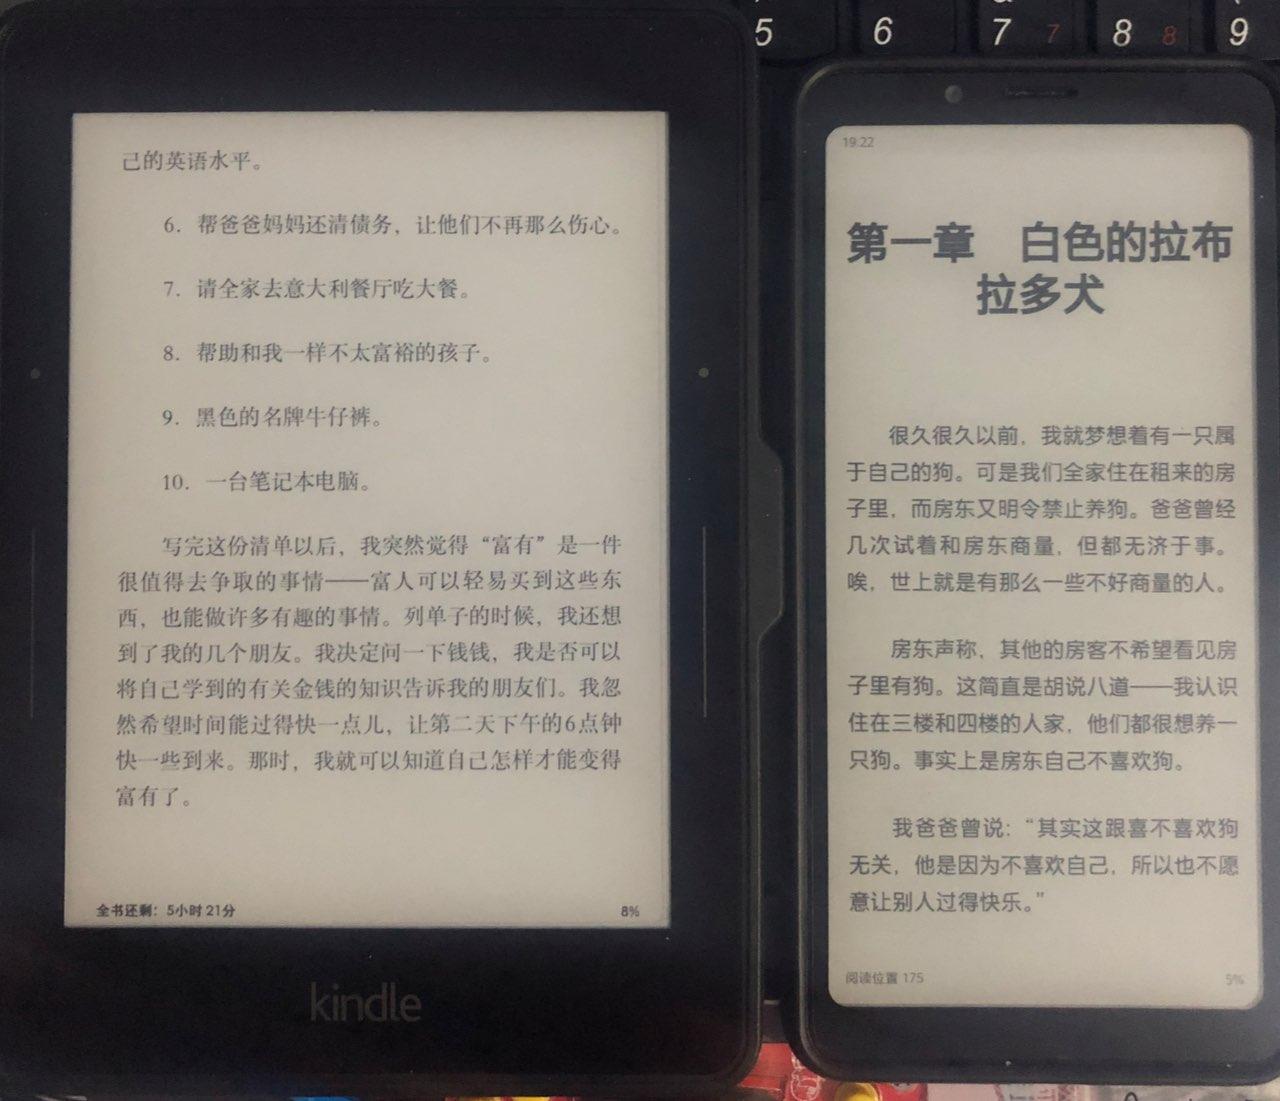 5 6 7 7 8 8 9
己的英语水平。
6. 帮爸爸妈妈还清债务，让他们不再那么伤心。
7. 请全家去意大利餐厅吃大餐。
8. 帮助和我一样不太富裕的孩子。
9. 黑色的名牌牛仔裤。
10. 一台笔记本电脑。
写完这份清单以后，我突然觉得“富有”是一件
很值得去争取的事情——富人可以轻易买到这些东
西，也能做许多有趣的事情。列单子的时候，我还想
到了我的几个朋友。我决定问一下钱钱，我是否可以
将自己学到的有关金钱的知识告诉我的朋友们。我忽
然希望时间能过得快一点儿，让第二天下午的6点钟
快一些到来。那时，我就可以知道自己怎样才能变得
富有了。
全书还剩：5小时21分
8%
kindle
19:22
第一章 白色的拉布
拉多犬
很久很久以前，我就梦想着有一只属
于自己的狗。可是我们全家住在租来的房
子里，而房东又明令禁止养狗。爸爸曾经
几次试着和房东商量，但都无济于事。
唉，世上就是有那么一些不好商量的人。
房东声称，其他的房客不希望看见房
子里有狗。这简直是胡说八道——我认识
住在三楼和四楼的人家，他们都很想养一
只狗。事实上是房东自己不喜欢狗。
我爸爸曾说：“其实这跟喜不喜欢狗
无关，他是因为不喜欢自己，所以也不愿
意让别人过得快乐。”
阅读位置 175
5%